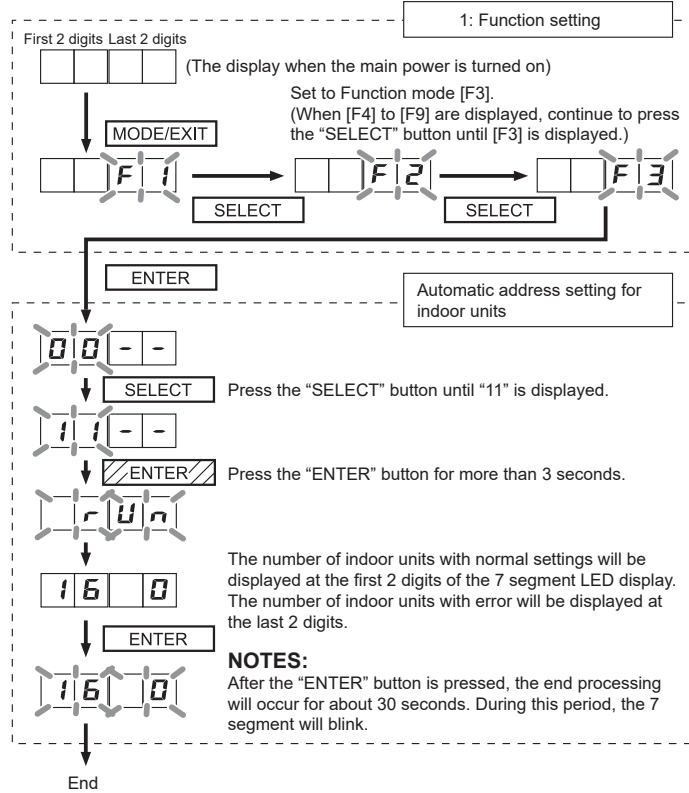 1: Function setting
First 2 digits Last 2 digits
(The display when the main power is turned on)
Set to Function mode [F3].
(When [F4] to [F9] are displayed, continue to press
the “SELECT” button until [F3] is displayed.)
MODE/EXIT
F 1
F 2
F 3
SELECT
SELECT
ENTER
Automatic address setting for
indoor units
0 0 - -
SELECT
Press the “SELECT” button until “11” is displayed.
1 1 - -
ENTER
Press the “ENTER” button for more than 3 seconds.
r U n
The number of indoor units with normal settings will be
displayed at the first 2 digits of the 7 segment LED display.
The number of indoor units with error will be displayed at
the last 2 digits.
1 6 0
ENTER
NOTES:
After the “ENTER” button is pressed, the end processing
will occur for about 30 seconds. During this period, the 7
segment will blink.
1 6 0
End